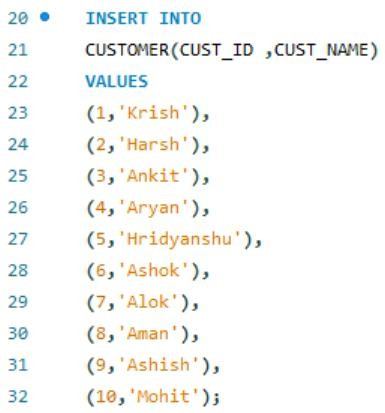 20 INSERT INTO
21 CUSTOMER(CUST_ID ,CUST_NAME)
22 VALUES
23 (1,'Krish'),
24 (2,'Harsh'),
25 (3,'Ankit'),
26 (4,'Aryan'),
27 (5,'Hridyanshu'),
28 (6,'Ashok'),
29 (7,'Alok'),
30 (8,'Aman'),
31 (9,'Ashish'),
32 (10,'Mohit');